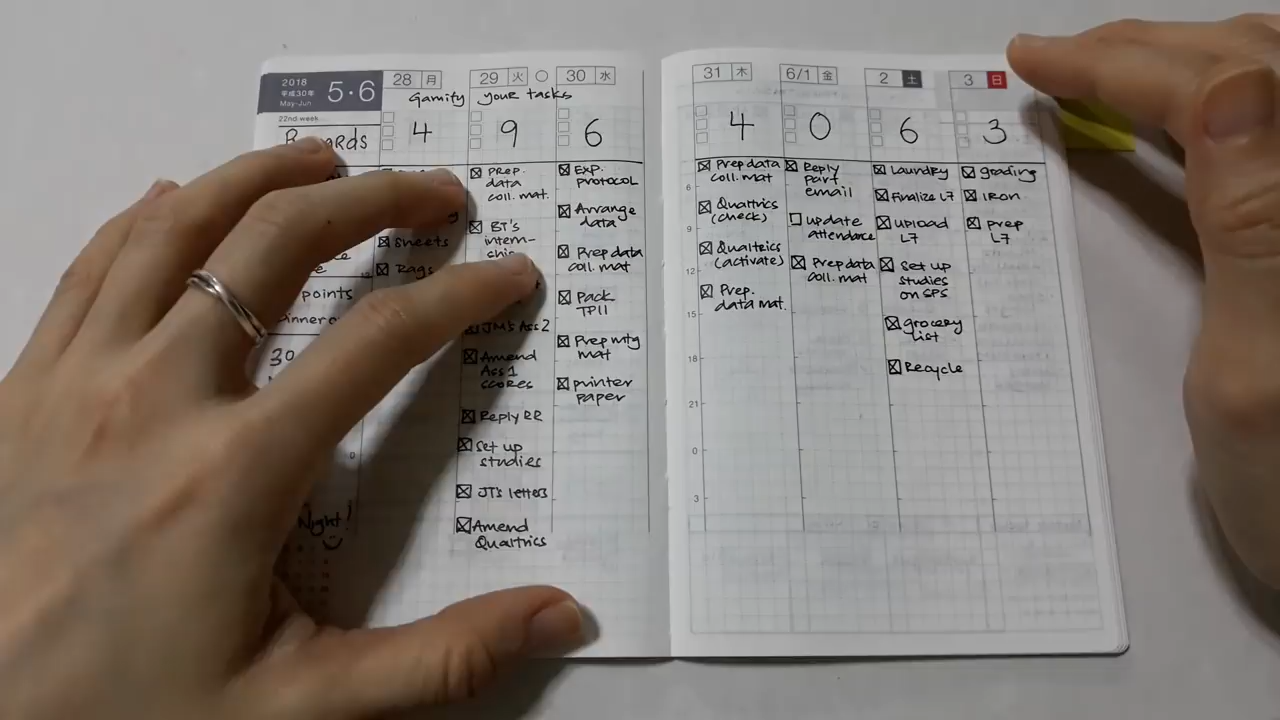 2018
平成30年
May-Jun
5・6
22nd week
28 月
29 火
30 水
Gamify your tasks
4
9
6
points
30
Night!
Sheets
Rags
Prep.
data
coll. mat.
BT's
intern-
ship
JM's Ass 2
Amend
Ass 1
scores
Reply RR
Set up
studies
JT's letters
Amend
Qualtrics
Exp.
protocol
Arrange
data
Prep data
coll. mat
Pack
TP11
Prep mtg
mat
printer
paper
31 木
6/1 金
2 土
3 日
4
0
6
3
Prep data
coll. mat
Qualtrics
(check)
Qualtrics
(activate)
Prep.
data mat.
Reply
part
email
update
attendance
Prep data
coll. mat
Laundry
Finalize L7
Upload
L7
Set up
studies
on SPS
grocery
list
Recycle
grading
Iron
prep
L7
6
9
12
15
18
21
0
3